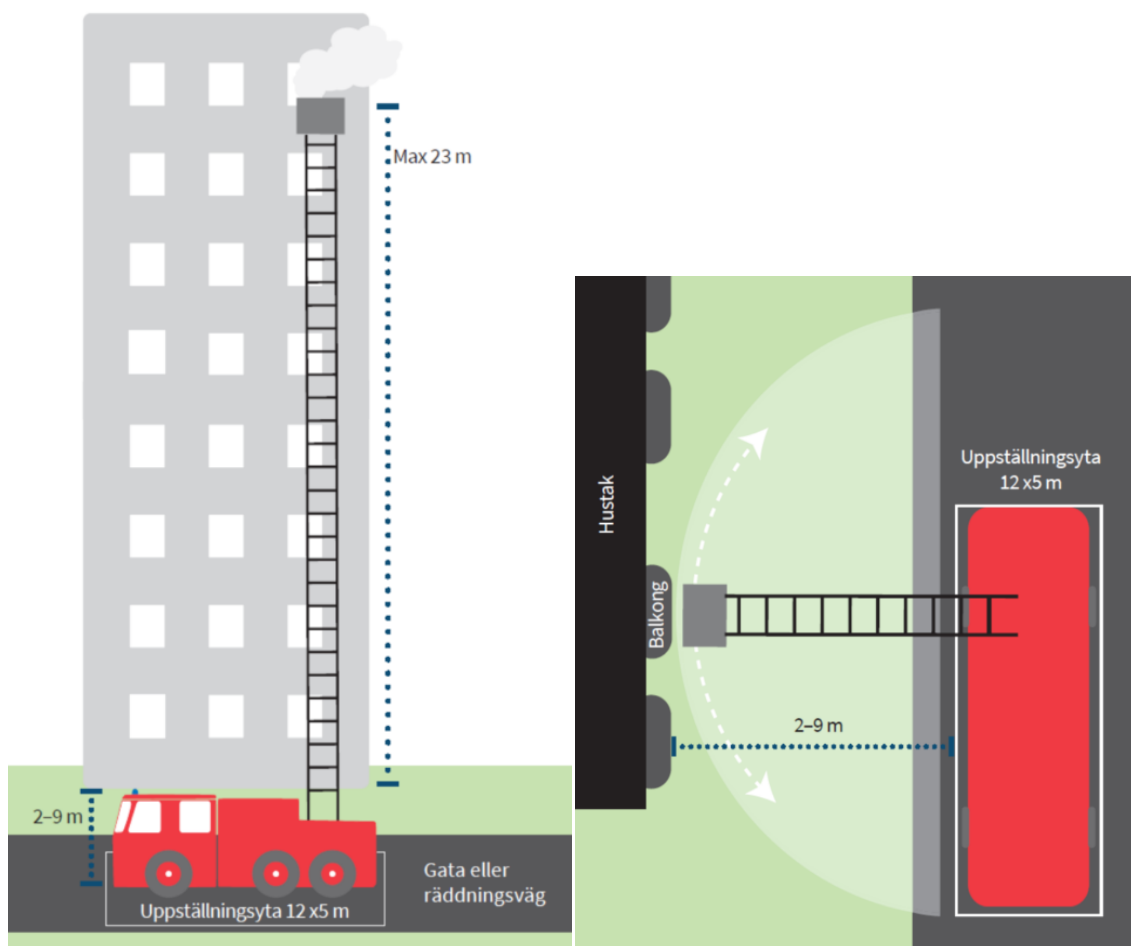 Max 23 m
2–9 m
Gata eller
räddningsväg
Uppställningsyta 12 x5 m
Uppställningsyta
12 x5 m
Hustak
Balkong
2–9 m